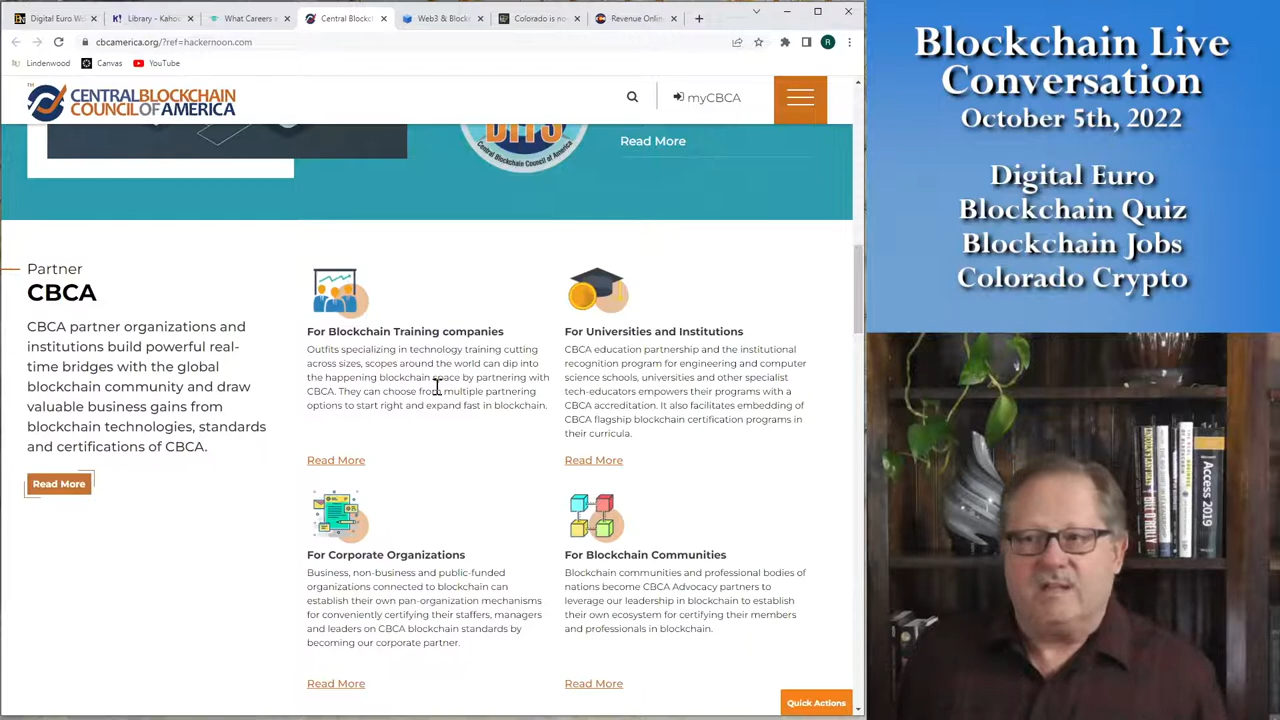 Digital Euro W
Library - Kaho
What Careers
Central Blockc
Web3 & Block
Colorado is no
Revenue Onlin
cbcamerica.org/?ref=hackernoon.com
R
Lindenwood
Canvas
YouTube
CENTRALBLOCKCHAIN
COUNCILOFAMERICA
myCBCA
Central Blockchain Council of America
Read More
Partner
CBCA
CBCA partner organizations and
institutions build powerful real-
time bridges with the global
blockchain community and draw
valuable business gains from
blockchain technologies, standards
and certifications of CBCA.
Read More
For Blockchain Training companies
Outfits specializing in technology training cutting
across sizes, scopes around the world can dip into
the happening blockchain space by partnering with
CBCA. They can choose from multiple partnering
options to start right and expand fast in blockchain.
Read More
For Universities and Institutions
CBCA education partnership and the institutional
recognition program for engineering and computer
science schools, universities and other specialist
tech-educators empowers their programs with a
CBCA accreditation. It also facilitates embedding of
CBCA flagship blockchain certification programs in
their curricula.
Read More
For Corporate Organizations
Business, non-business and public-funded
organizations connected to blockchain can
establish their own pan-organization mechanisms
for conveniently certifying their staffers, managers
and leaders on CBCA blockchain standards by
becoming our corporate partner.
Read More
For Blockchain Communities
Blockchain communities and professional bodies of
nations become CBCA Advocacy partners to
leverage our leadership in blockchain to establish
their own ecosystem for certifying their members
and professionals in blockchain.
Read More
Quick Actions
Blockchain Live
Conversation
October 5th, 2022
Digital Euro
Blockchain Quiz
Blockchain Jobs
Colorado Crypto
Access 2019